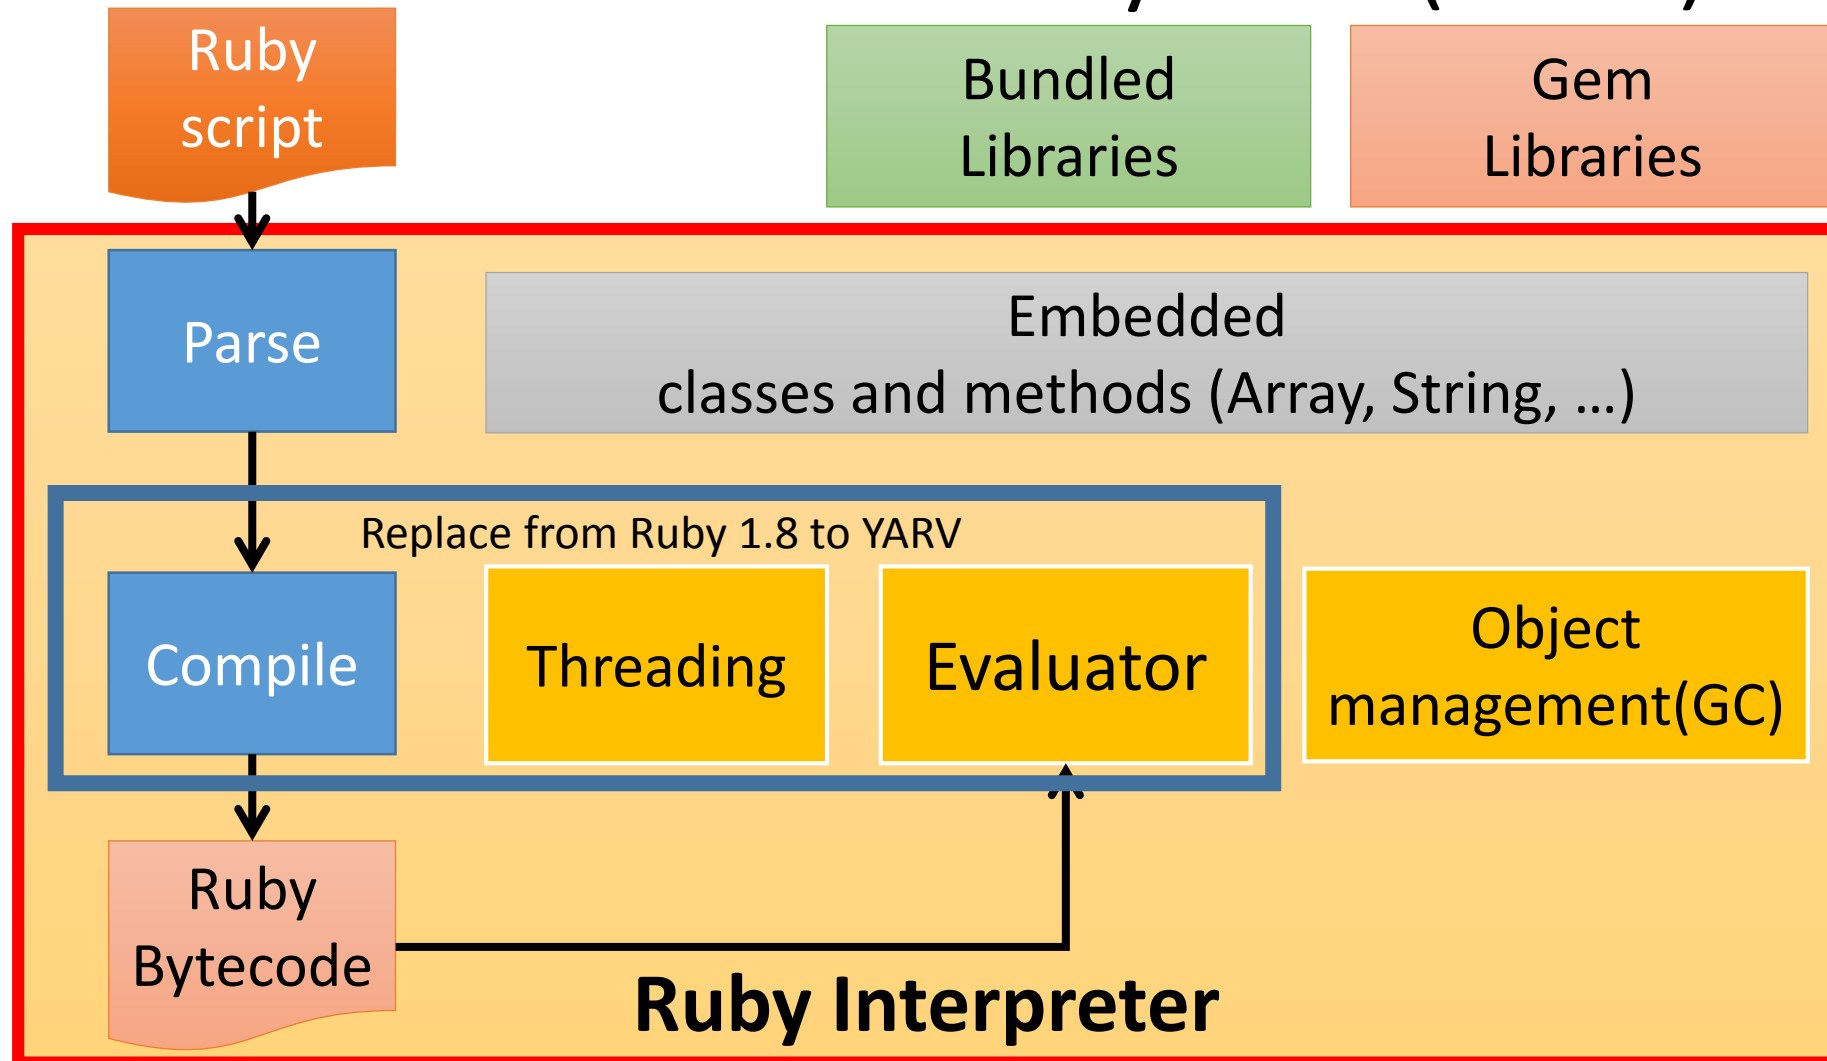 Ruby
script
Bundled
Libraries
Gem
Libraries
Parse
Embedded
classes and methods (Array, String, …)
Replace from Ruby 1.8 to YARV
Compile
Threading
Evaluator
Object
management(GC)
Ruby
Bytecode
Ruby Interpreter